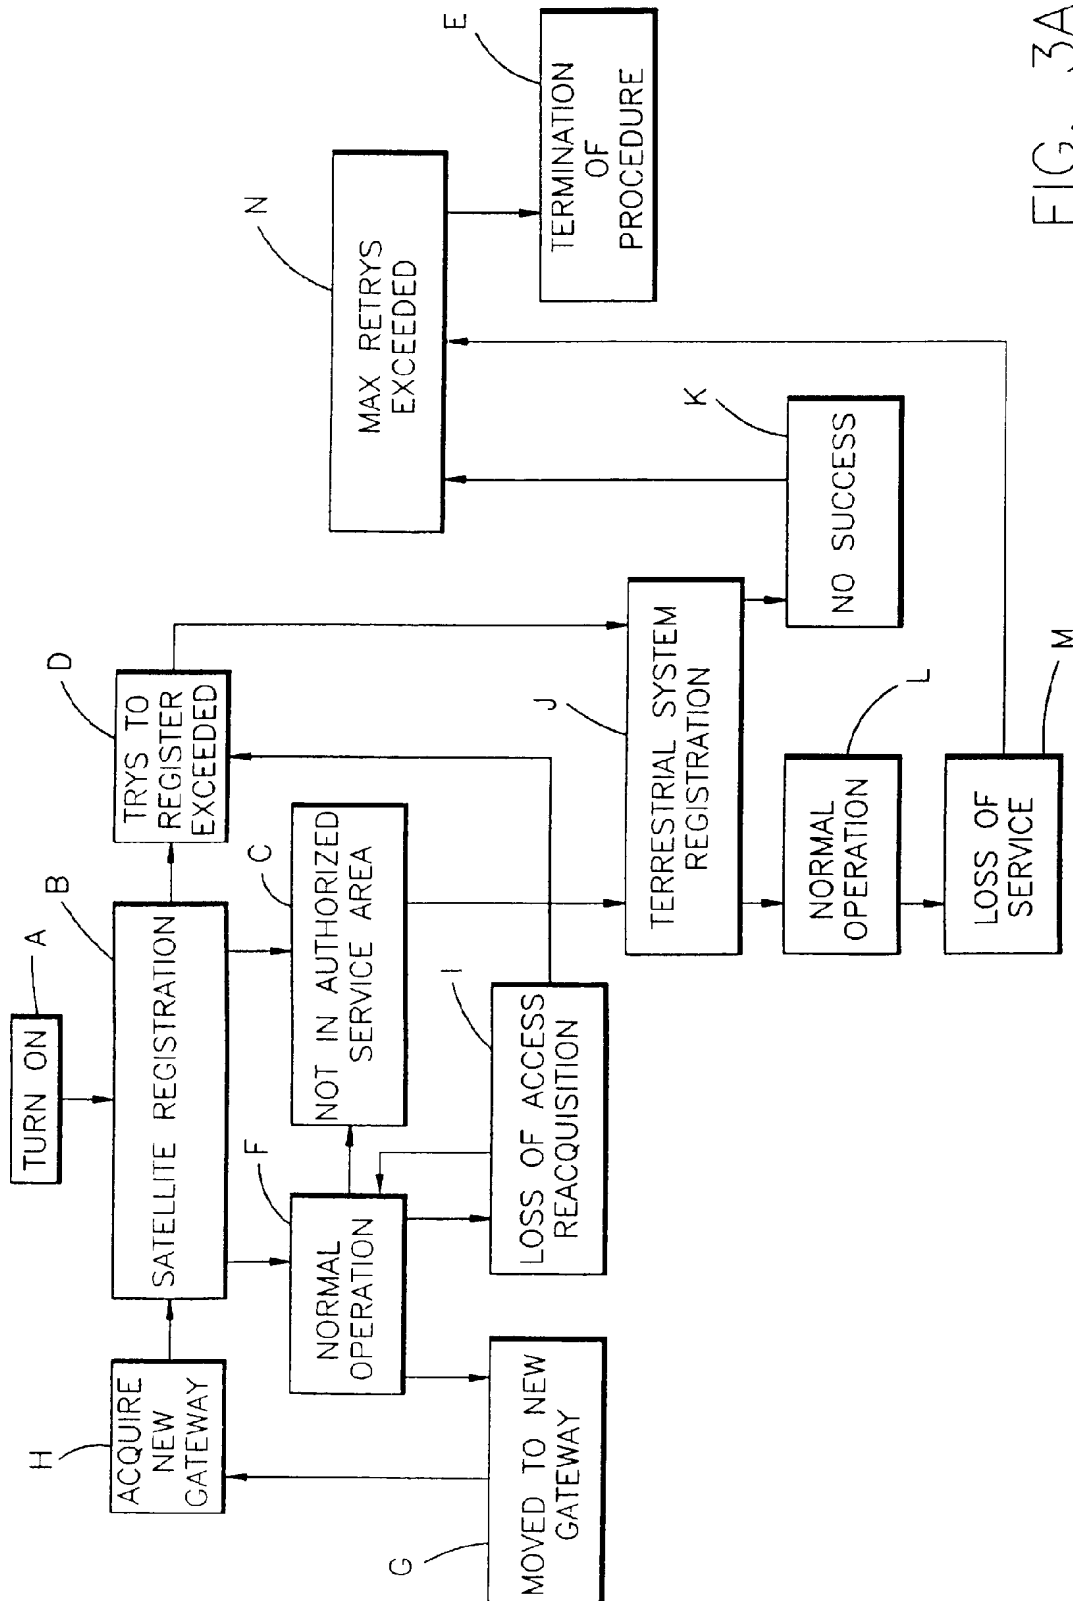 A
TURN ON
B
SATELLITE REGISTRATION
H
ACQUIRE
NEW
GATEWAY
D
TRYS TO
REGISTER
EXCEEDED
F
NORMAL
OPERATION
C
NOT IN AUTHORIZED
SERVICE AREA
G
MOVED TO NEW
GATEWAY
I
LOSS OF ACCESS
REACQUISITION
J
TERRESTRIAL SYSTEM
REGISTRATION
L
NORMAL
OPERATION
M
LOSS OF
SERVICE
K
NO SUCCESS
N
MAX RETRYS
EXCEEDED
E
TERMINATION
OF
PROCEDURE
FIG. 3A